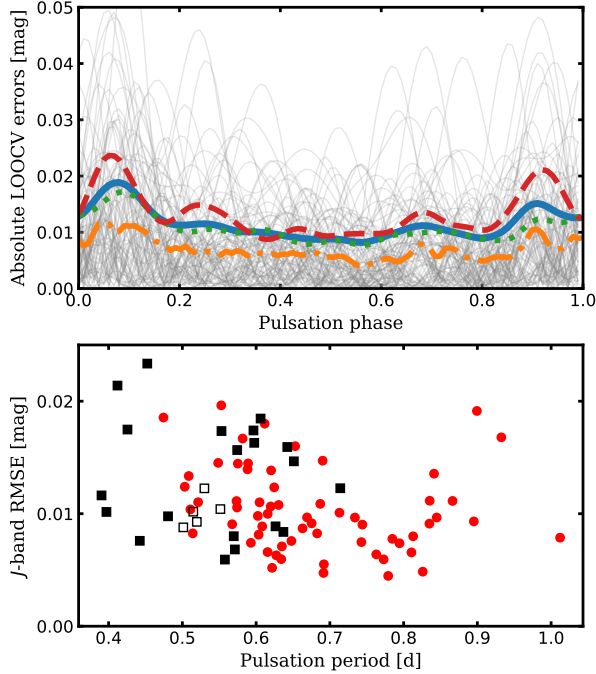 Absolute LOOCV errors [mag]
0.05
0.04
0.03
0.02
0.01
0.00
0.0 0.2 0.4 0.6 0.8 1.0
Pulsation phase
J-band RMSE [mag]
0.02
0.01
0.00
0.4 0.5 0.6 0.7 0.8 0.9 1.0
Pulsation period [d]